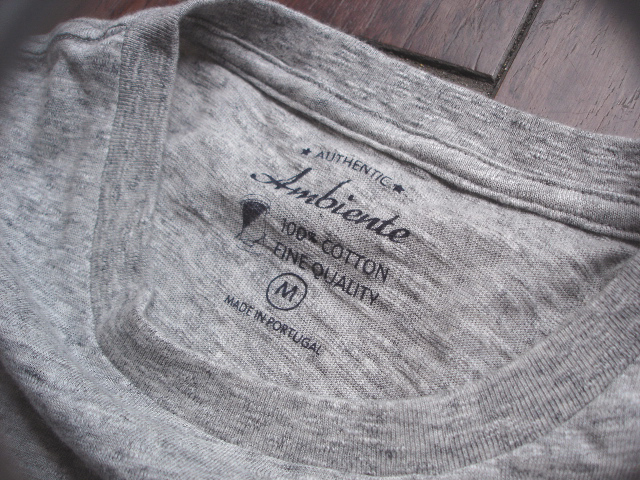 ★ AUTHENTIC ★
Ambiente
100% COTTON
FINE QUALITY
M
MADE IN PORTUGAL